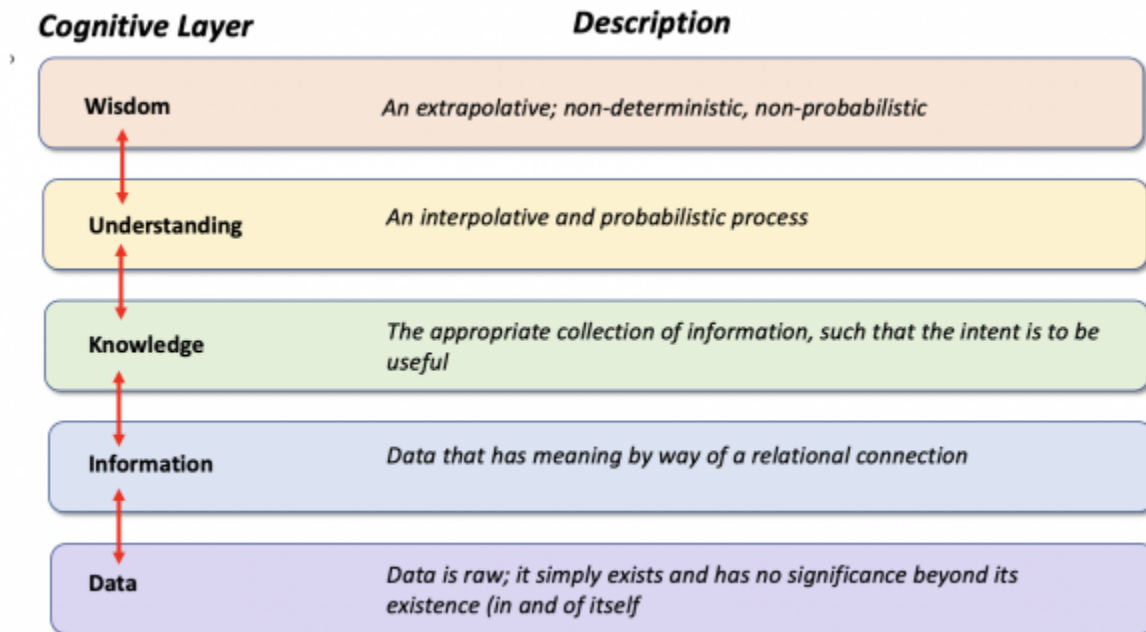 Cognitive Layer Description
Wisdom An extrapolative; non-deterministic, non-probabilistic
Understanding An interpolative and probabilistic process
Knowledge The appropriate collection of information, such that the intent is to be
useful
Information Data that has meaning by way of a relational connection
Data Data is raw; it simply exists and has no significance beyond its
existence (in and of itself